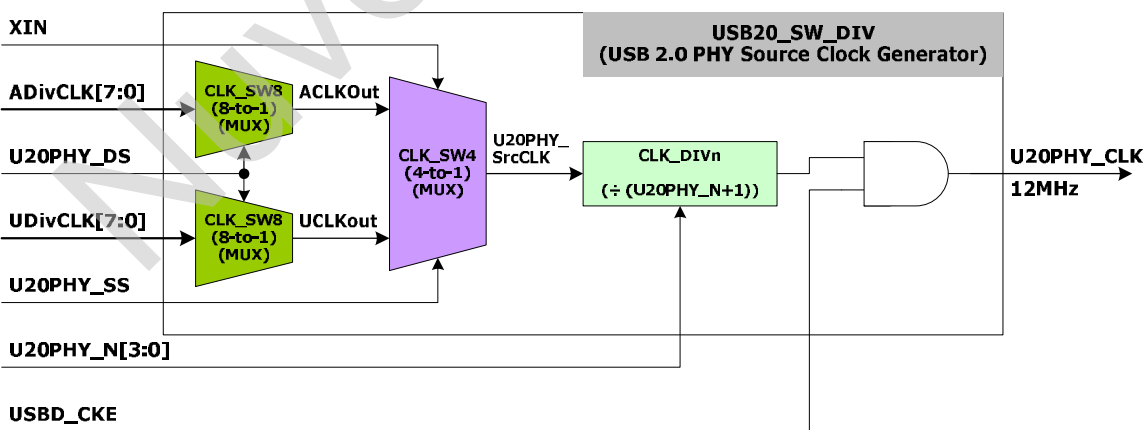 XIN
USB20_SW_DIV
(USB 2.0 PHY Source Clock Generator)
ADivCLK[7:0]
CLK_SW8
(8-to-1)
(MUX)
ACLKOut
U20PHY_DS
CLK_SW4
(4-to-1)
(MUX)
U20PHY_
SrcCLK
CLK_DIVn
(÷ (U20PHY_N+1))
U20PHY_CLK
12MHz
UDivCLK[7:0]
CLK_SW8
(8-to-1)
(MUX)
UCLKout
U20PHY_SS
U20PHY_N[3:0]
USBD_CKE